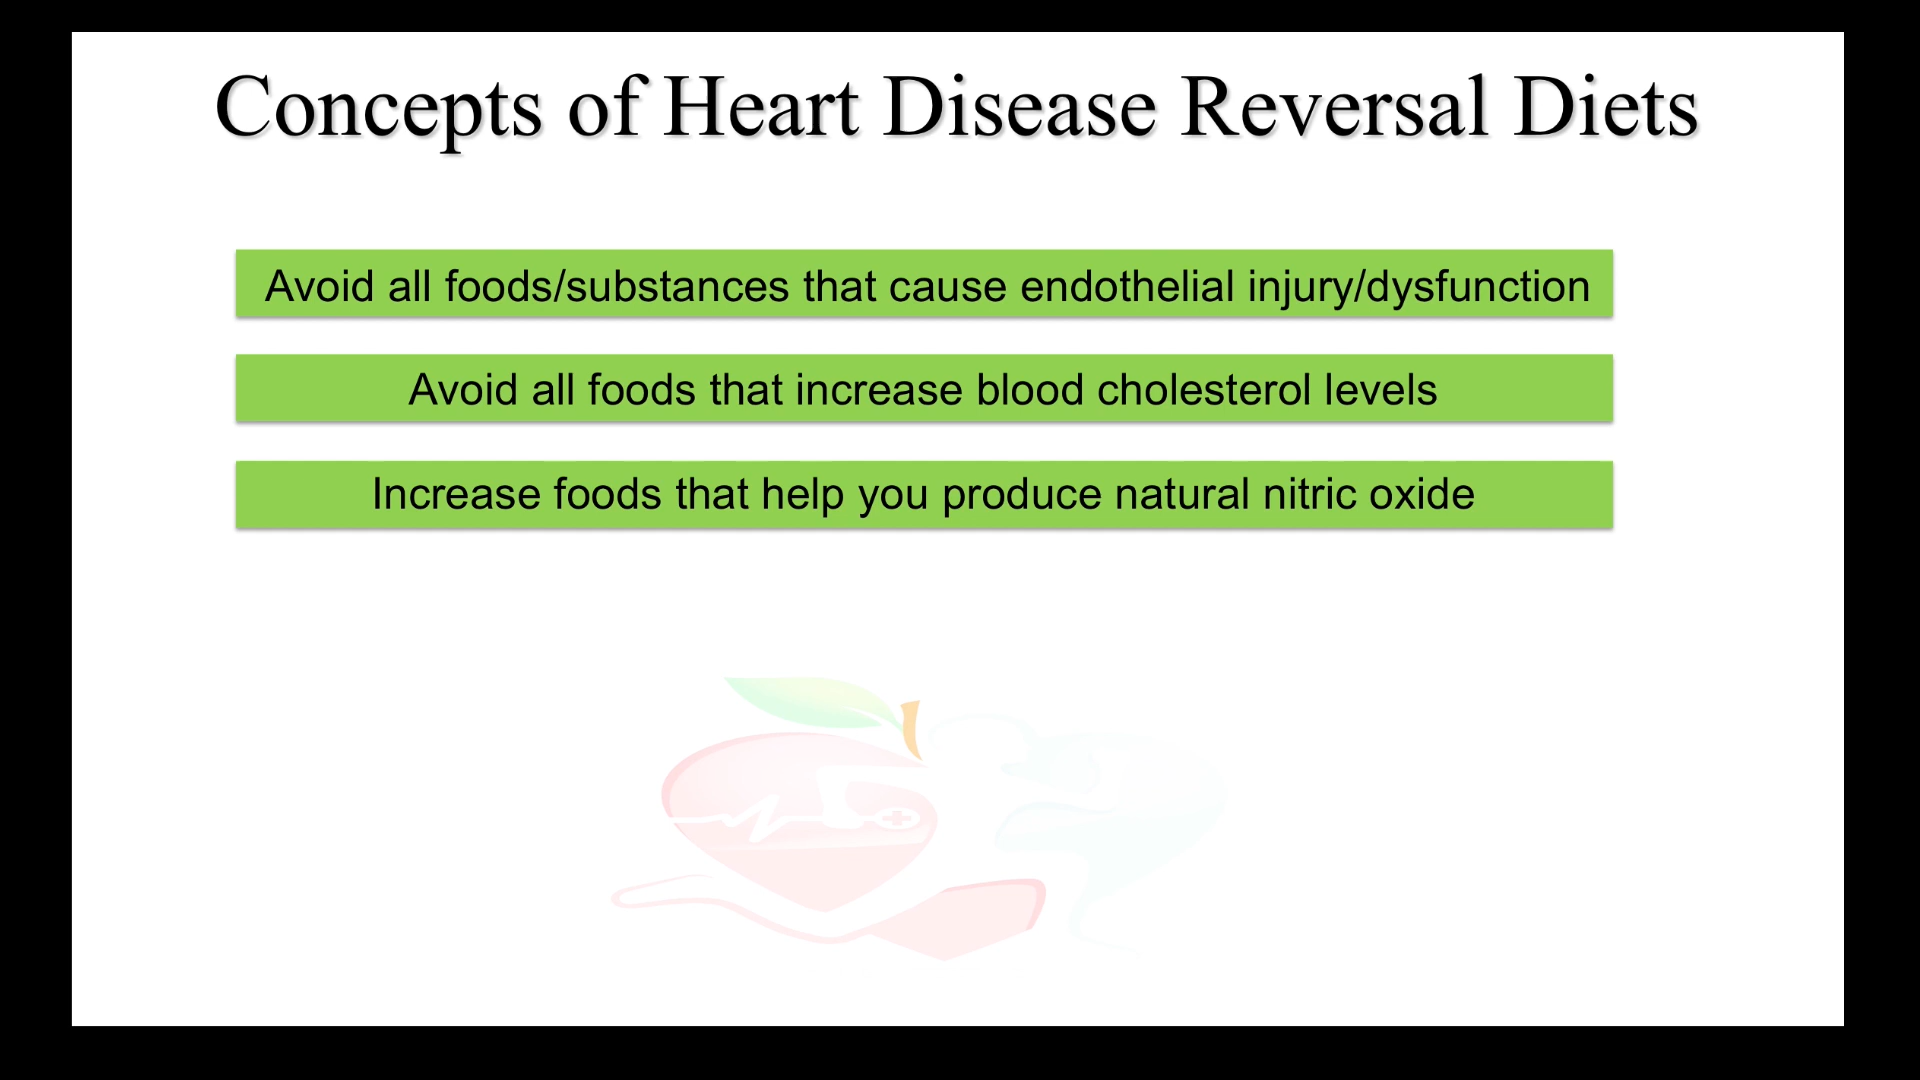 Concepts of Heart Disease Reversal Diets
Avoid all foods/substances that cause endothelial injury/dysfunction
Avoid all foods that increase blood cholesterol levels
Increase foods that help you produce natural nitric oxide